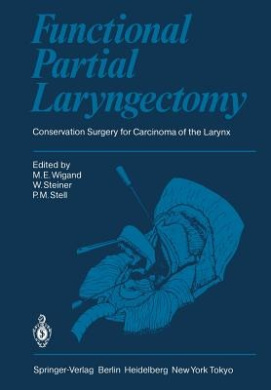 Functional
Partial
Laryngectomy
Conservation Surgery for Carcinoma of the Larynx
Edited by
M.E.Wigand
W.Steiner
P.M.Stell
Springer-Verlag Berlin Heidelberg New York Tokyo